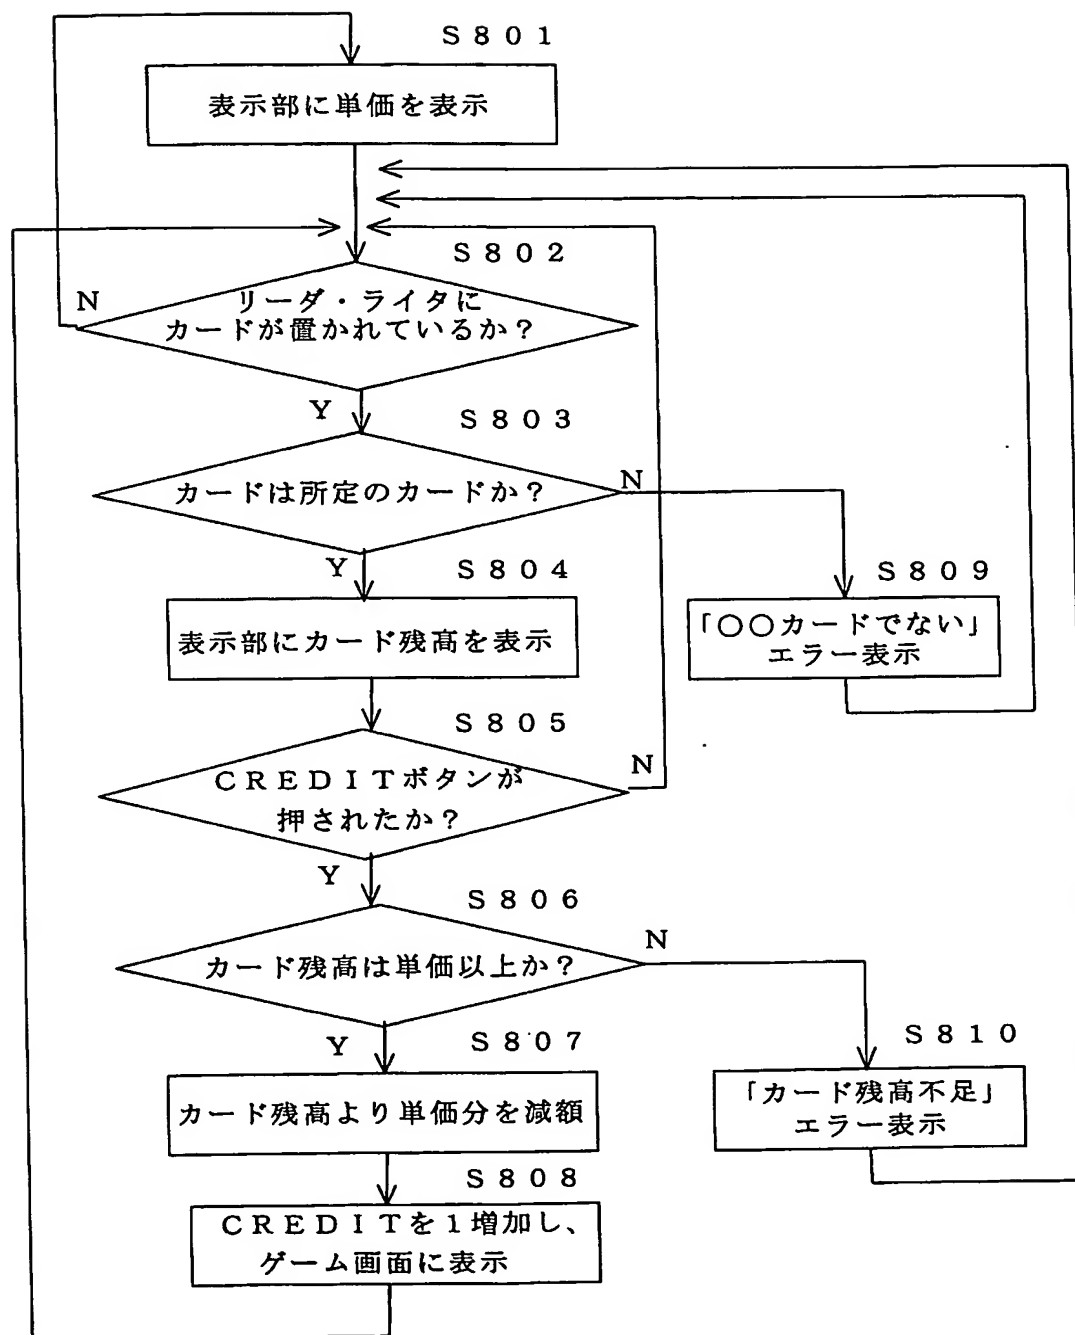 S801
表示部に単価を表示
S802
N
リーダ・ライタに
カードが置かれているか?
Y
S803
カードは所定のカードか?
N
Y
S804
S809
表示部にカード残高を表示
「○○カードでない」
エラー表示
S805
CREDITボタンが
押されたか?
N
Y
S806
カード残高は単価以上か?
N
Y
S807
S810
カード残高より単価分を減額
「カード残高不足」
エラー表示
S808
CREDITを1増加し、
ゲーム画面に表示